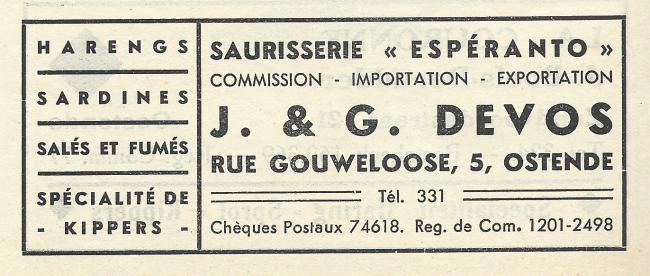 HARENGS
SARDINES
SALÉS ET FUMÉS
SPÉCIALITÉ DE
- KIPPERS -
SAURISSERIE « ESPÉRANTO »
COMMISSION - IMPORTATION - EXPORTATION
J. & G. DEVOS
RUE GOUWELOOSE, 5, OSTENDE
Tél. 331
Chèques Postaux 74618. Reg. de Com. 1201-2498